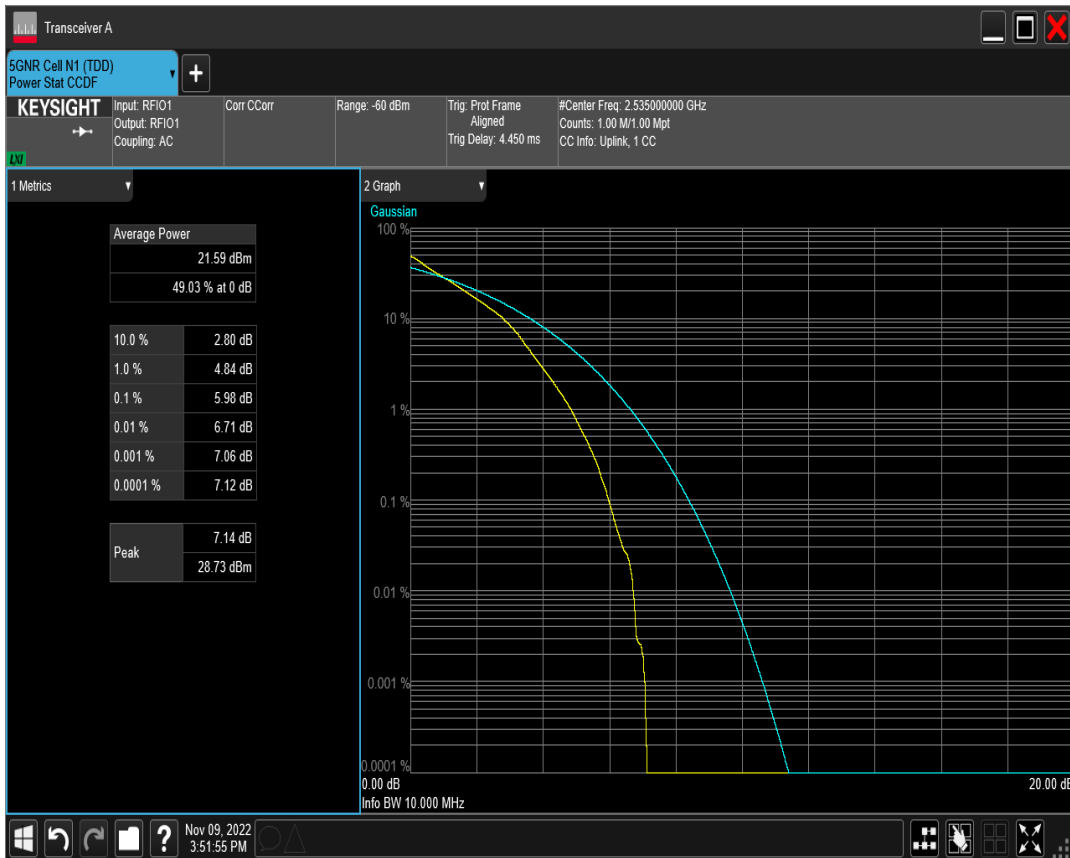 Transceiver A
5GNR Cell N1 (TDD)
Power Stat CCDF
+
KEYSIGHT
LXI
Input: RFIO1
Output: RFIO1
Coupling: AC
Corr CCorr
Range: -60 dBm
Trig: Prot Frame
Aligned
Trig Delay: 4.450 ms
#Center Freq: 2.535000000 GHz
Counts: 1.00 M/1.00 Mpt
CC Info: Uplink, 1 CC
1 Metrics
Average Power
21.59 dBm
49.03 % at 0 dB
10.0 % 2.80 dB
1.0 % 4.84 dB
0.1 % 5.98 dB
0.01 % 6.71 dB
0.001 % 7.06 dB
0.0001 % 7.12 dB
Peak 7.14 dB
28.73 dBm
2 Graph
Gaussian
100 %
10 %
1 %
0.1 %
0.01 %
0.001 %
0.0001 %
0.00 dB 20.00 dB
Info BW 10.000 MHz
?
Nov 09, 2022
3:51:55 PM